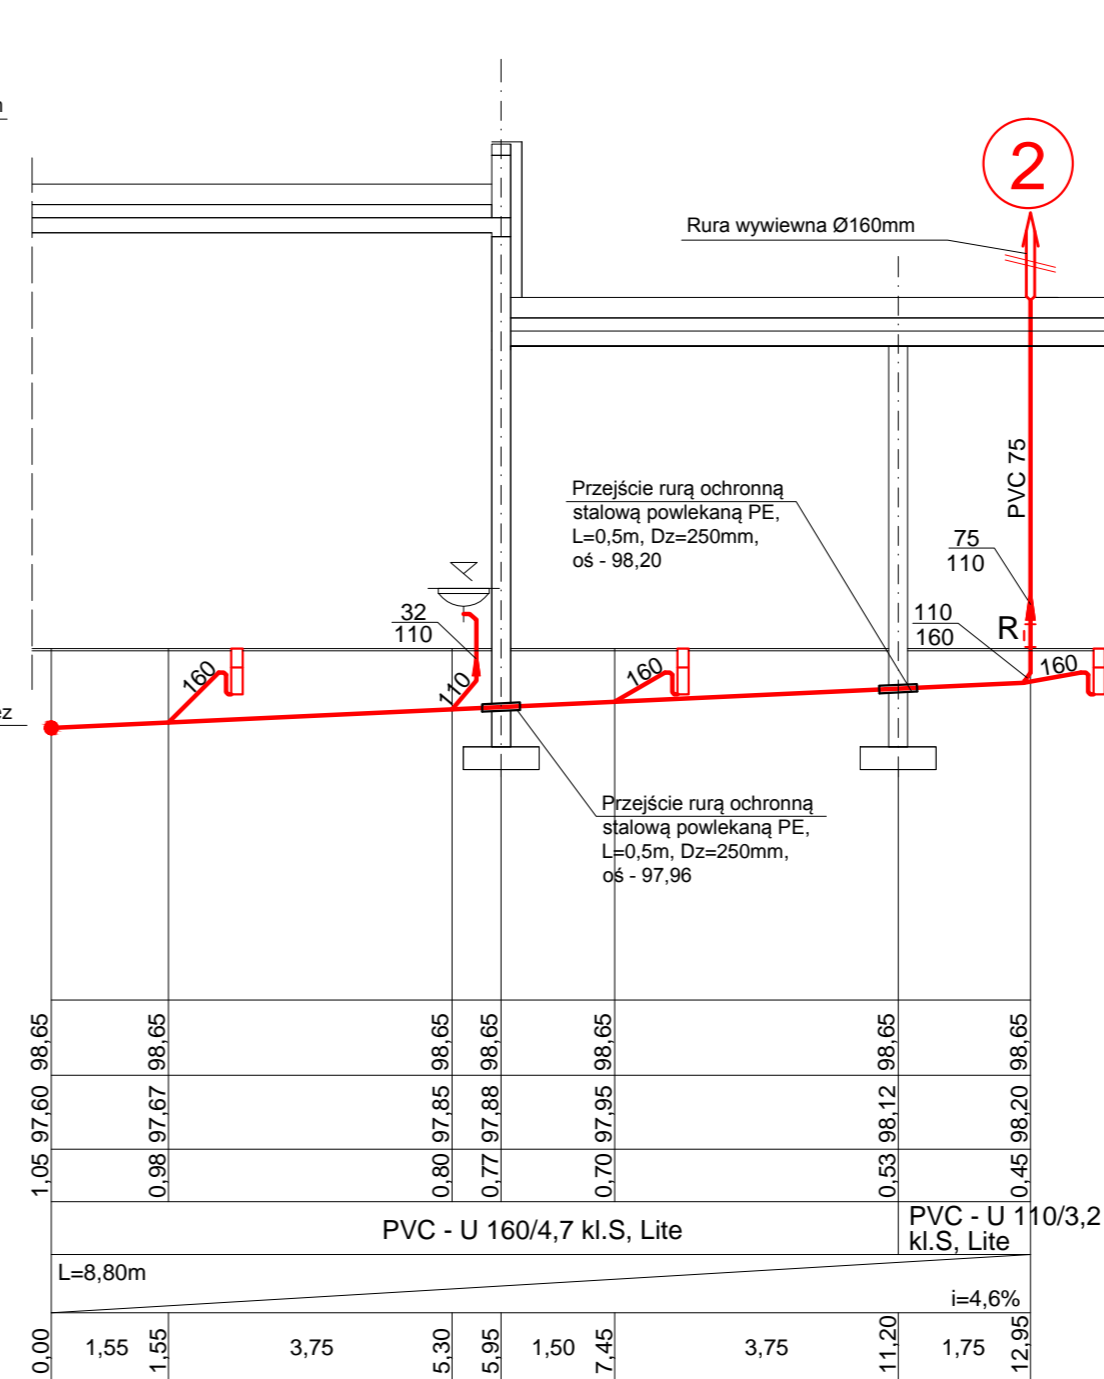 2
Rura wywiewna Ø160mm
PVC 75
Przejście rurą ochronną
stalową powlekaną PE,
L=0,5m, Dz=250mm,
oś - 98,20
75
110
32
110
110
160
R
160
110
160
160
ez
Przejście rurą ochronną
stalową powlekaną PE,
L=0,5m, Dz=250mm,
oś - 97,96
98,65 98,65 98,65 98,65 98,65 98,65 98,65
97,60 97,67 97,85 97,88 97,95 98,12 98,20
1,05 0,98 0,80 0,77 0,70 0,53 0,45
PVC - U 160/4,7 kl.S, Lite
PVC - U 110/3,2
kl.S, Lite
L=8,80m
i=4,6%
0,00 1,55 1,55 3,75 5,30 5,95 1,50 7,45 3,75 11,20 1,75 12,95